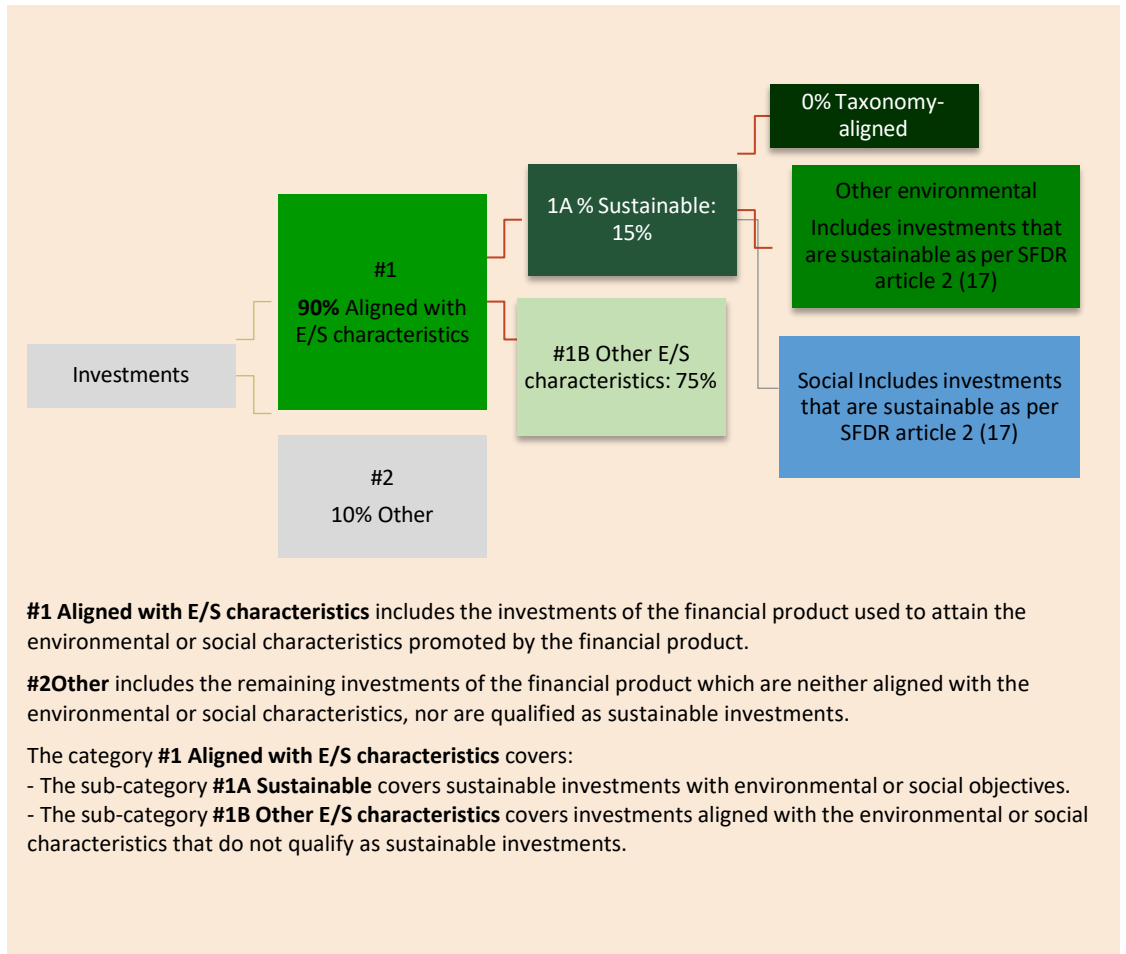 Investments
#1
90% Aligned with
E/S characteristics
#2
10% Other
1A % Sustainable:
15%
#1B Other E/S
characteristics: 75%
0% Taxonomy-
aligned
Other environmental
Includes investments that
are sustainable as per SFDR
article 2 (17)
Social Includes investments
that are sustainable as per
SFDR article 2 (17)
#1 Aligned with E/S characteristics includes the investments of the financial product used to attain the
environmental or social characteristics promoted by the financial product.
#2Other includes the remaining investments of the financial product which are neither aligned with the
environmental or social characteristics, nor are qualified as sustainable investments.
The category #1 Aligned with E/S characteristics covers:
- The sub-category #1A Sustainable covers sustainable investments with environmental or social objectives.
- The sub-category #1B Other E/S characteristics covers investments aligned with the environmental or social
characteristics that do not qualify as sustainable investments.